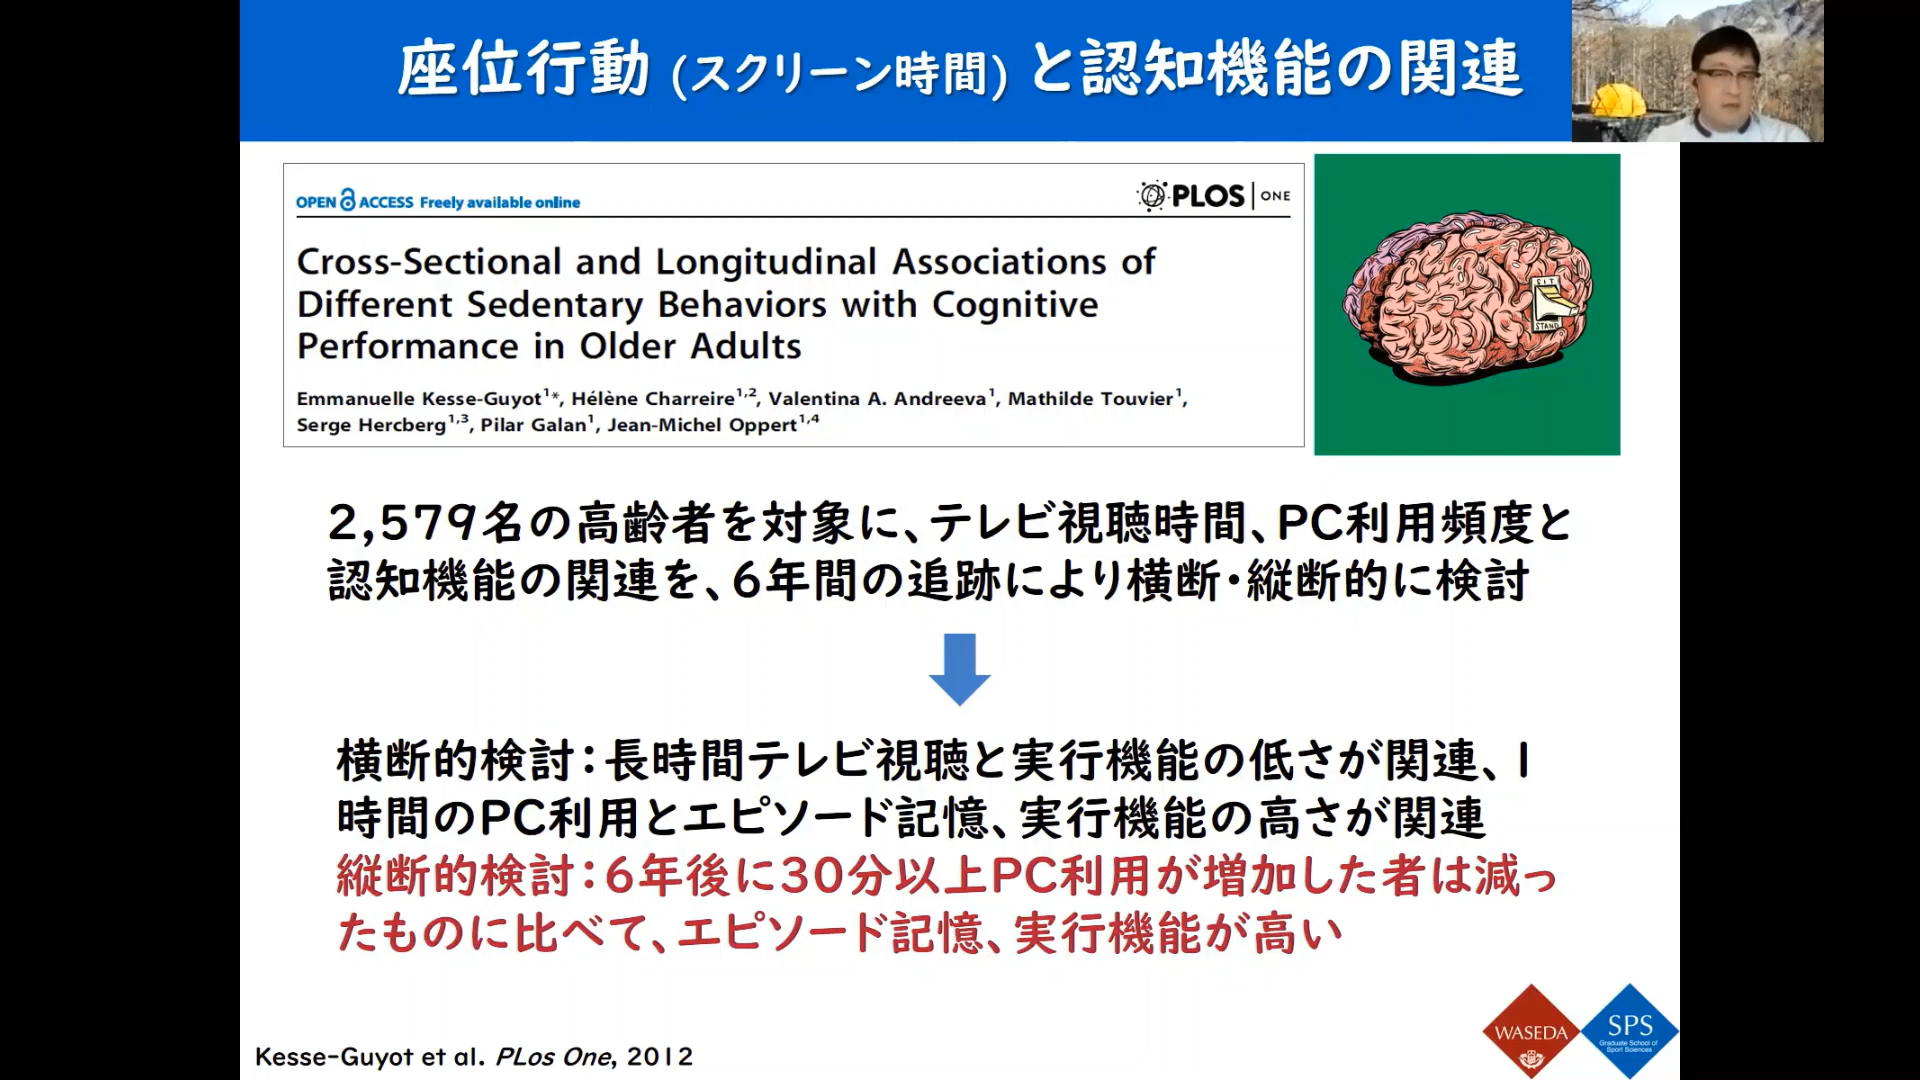 座位行動 (スクリーン時間) と認知機能の関連
OPEN ACCESS Freely available online
PLOS ONE
Cross-Sectional and Longitudinal Associations of
Different Sedentary Behaviors with Cognitive
Performance in Older Adults
Emmanuelle Kesse-Guyot1*, Hélène Charreire1,2, Valentina A. Andreeva1, Mathilde Touvier1,
Serge Hercberg1,3, Pilar Galan1, Jean-Michel Oppert1,4
SIT
STAND
2,579名の高齢者を対象に、テレビ視聴時間、PC利用頻度と
認知機能の関連を、6年間の追跡により横断・縦断的に検討
横断的検討：長時間テレビ視聴と実行機能の低さが関連、1
時間のPC利用とエピソード記憶、実行機能の高さが関連
縦断的検討：6年後に30分以上PC利用が増加した者は減っ
たものに比べて、エピソード記憶、実行機能が高い
WASEDA
SPS
Graduate School of
Sport Sciences
Kesse-Guyot et al. PLos One, 2012